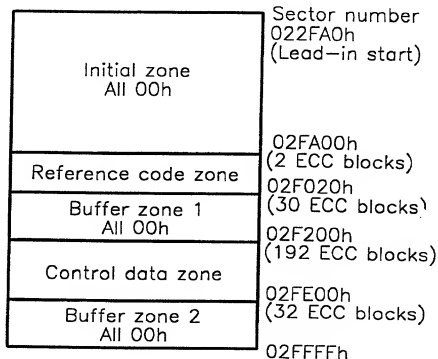 Sector number
022FA0h
(Lead-in start)
Initial zone
All 00h
02FA00h
(2 ECC blocks)
Reference code zone
02F020h
(30 ECC blocks)
Buffer zone 1
All 00h
02F200h
(192 ECC blocks)
Control data zone
02FE00h
(32 ECC blocks)
Buffer zone 2
All 00h
02FFFFh